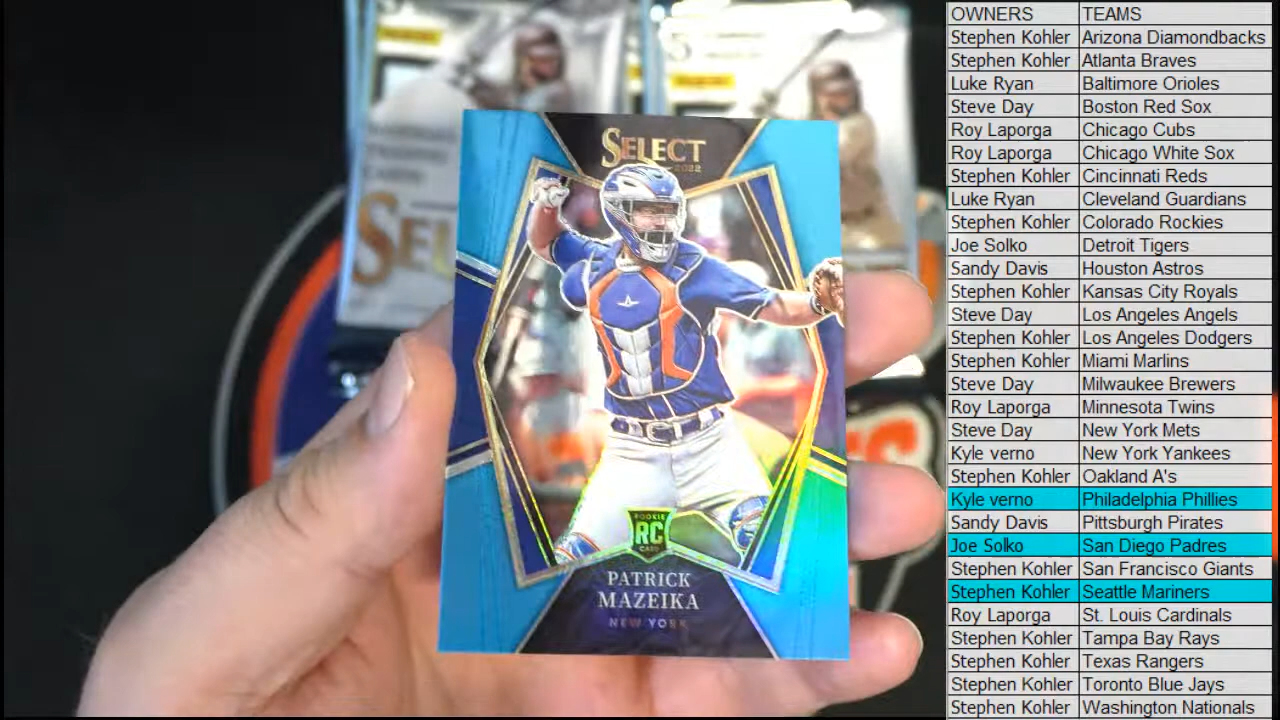 SELECT
2022
ROOKIE
RC
CARD
PATRICK
MAZEIKA
NEW YORK
OWNERS TEAMS
Stephen Kohler Arizona Diamondbacks
Stephen Kohler Atlanta Braves
Luke Ryan Baltimore Orioles
Steve Day Boston Red Sox
Roy Laporga Chicago Cubs
Roy Laporga Chicago White Sox
Stephen Kohler Cincinnati Reds
Luke Ryan Cleveland Guardians
Stephen Kohler Colorado Rockies
Joe Solko Detroit Tigers
Sandy Davis Houston Astros
Stephen Kohler Kansas City Royals
Steve Day Los Angeles Angels
Stephen Kohler Los Angeles Dodgers
Stephen Kohler Miami Marlins
Steve Day Milwaukee Brewers
Roy Laporga Minnesota Twins
Steve Day New York Mets
Kyle verno New York Yankees
Stephen Kohler Oakland A's
Kyle verno Philadelphia Phillies
Sandy Davis Pittsburgh Pirates
Joe Solko San Diego Padres
Stephen Kohler San Francisco Giants
Stephen Kohler Seattle Mariners
Roy Laporga St. Louis Cardinals
Stephen Kohler Tampa Bay Rays
Stephen Kohler Texas Rangers
Stephen Kohler Toronto Blue Jays
Stephen Kohler Washington Nationals